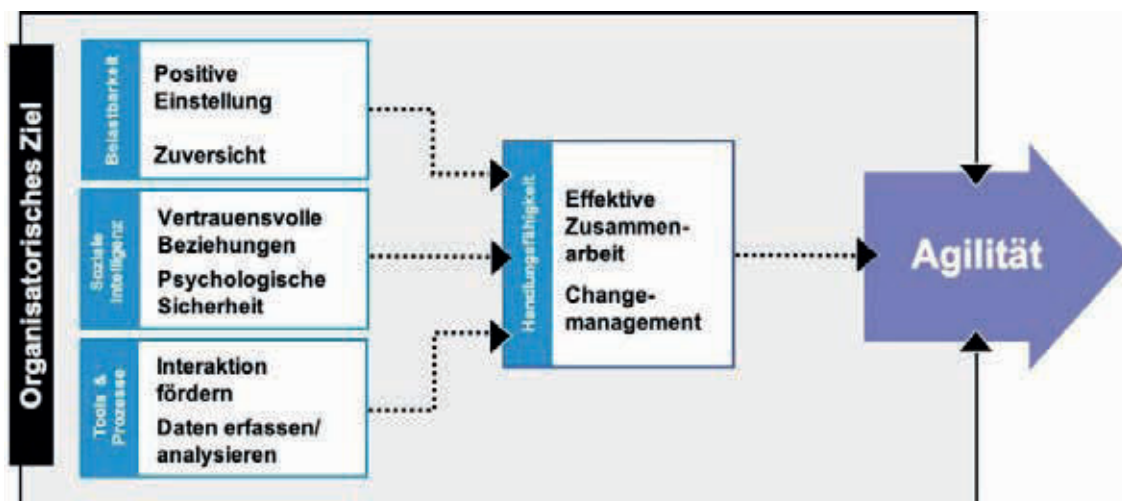 Organisatorisches Ziel
Belastbarkeit
Positive
Einstellung
Zuversicht
Soziale
Intelligenz
Vertrauensvolle
Beziehungen
Psychologische
Sicherheit
Tools &
Prozesse
Interaktion
fördern
Daten erfassen/
analysieren
Handlungsfähigkeit
Effektive
Zusammen-
arbeit
Change-
management
Agilität